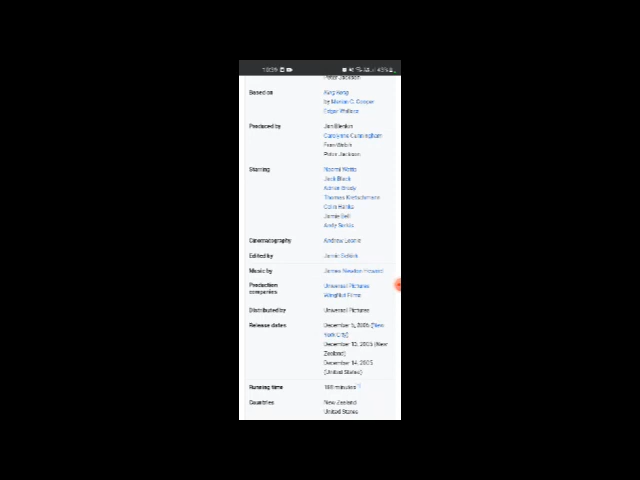 Peter Jackson
Based on
King Kong
by Merian C. Cooper
Edgar Wallace
Produced by
Jan Blenkin
Carolynne Cunningham
Fran Walsh
Peter Jackson
Starring
Naomi Watts
Jack Black
Adrien Brody
Thomas Kretschmann
Colin Hanks
Jamie Bell
Andy Serkis
Cinematography
Andrew Lesnie
Edited by
Jamie Selkirk
Music by
James Newton Howard
Production
companies
Universal Pictures
WingNut Films
Distributed by
Universal Pictures
Release dates
December 5, 2005 (New
York City)
December 13, 2005 (New
Zealand)
December 14, 2005
(United States)
Running time
minutes
Countries
New Zealand
United States